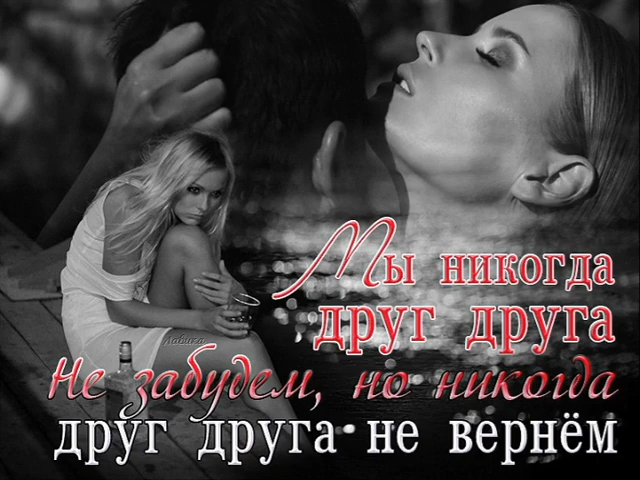 Мы никогда
друг друга
Не забудем, но никогда
друг друга не вернём